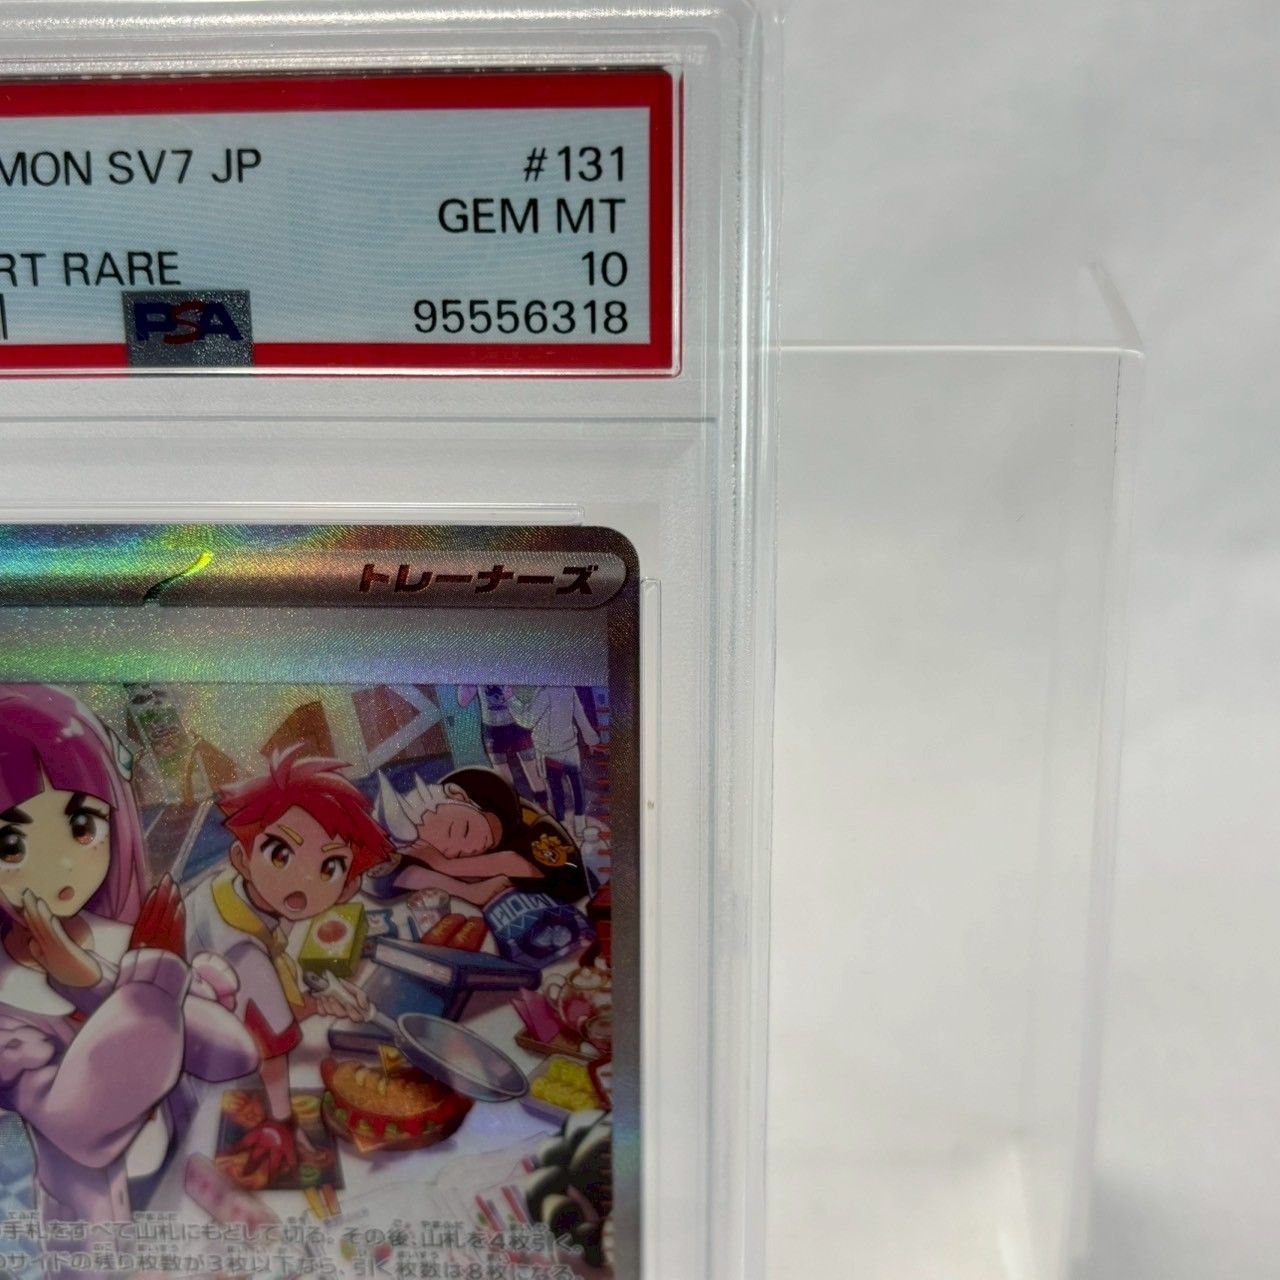 MON SV7 JP #131
GEM MT
RT RARE 10
PSA 95556318
トレーナーズ
手札をすべて山札にもどして切る。その後、山札を4枚引く。
のサイドの残り枚数が3枚以下なら、引く枚数は8枚になる。